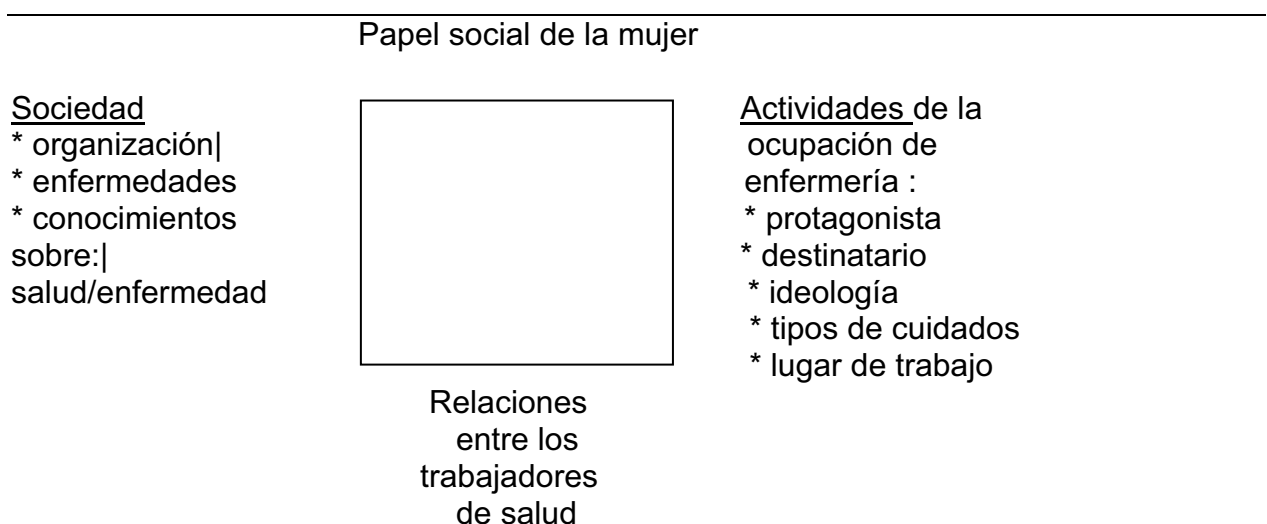 Papel social de la mujer
Sociedad
* organización|
* enfermedades
* conocimientos
sobre:|
salud/enfermedad
Actividades de la
ocupación de
enfermería :
* protagonista
* destinatario
* ideología
* tipos de cuidados
* lugar de trabajo
Relaciones
entre los
trabajadores
de salud